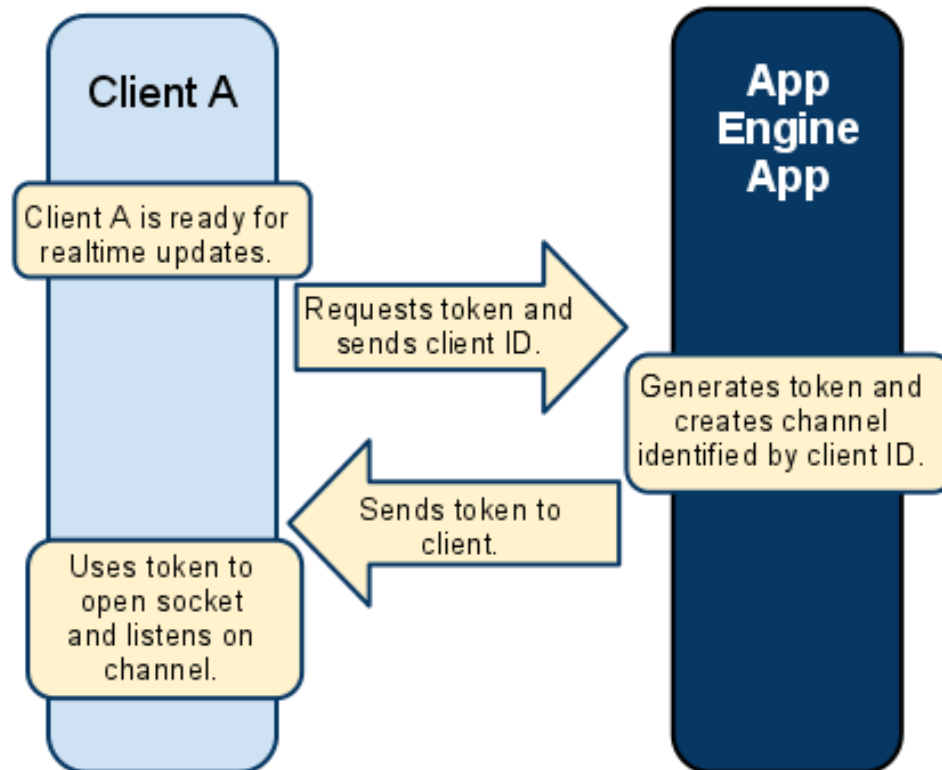 Client A
App
Engine
App
Client A is ready for
realtime updates.
Requests token and
sends client ID.
Generates token and
creates channel
identified by client ID.
Sends token to
client.
Uses token to
open socket
and listens on
channel.